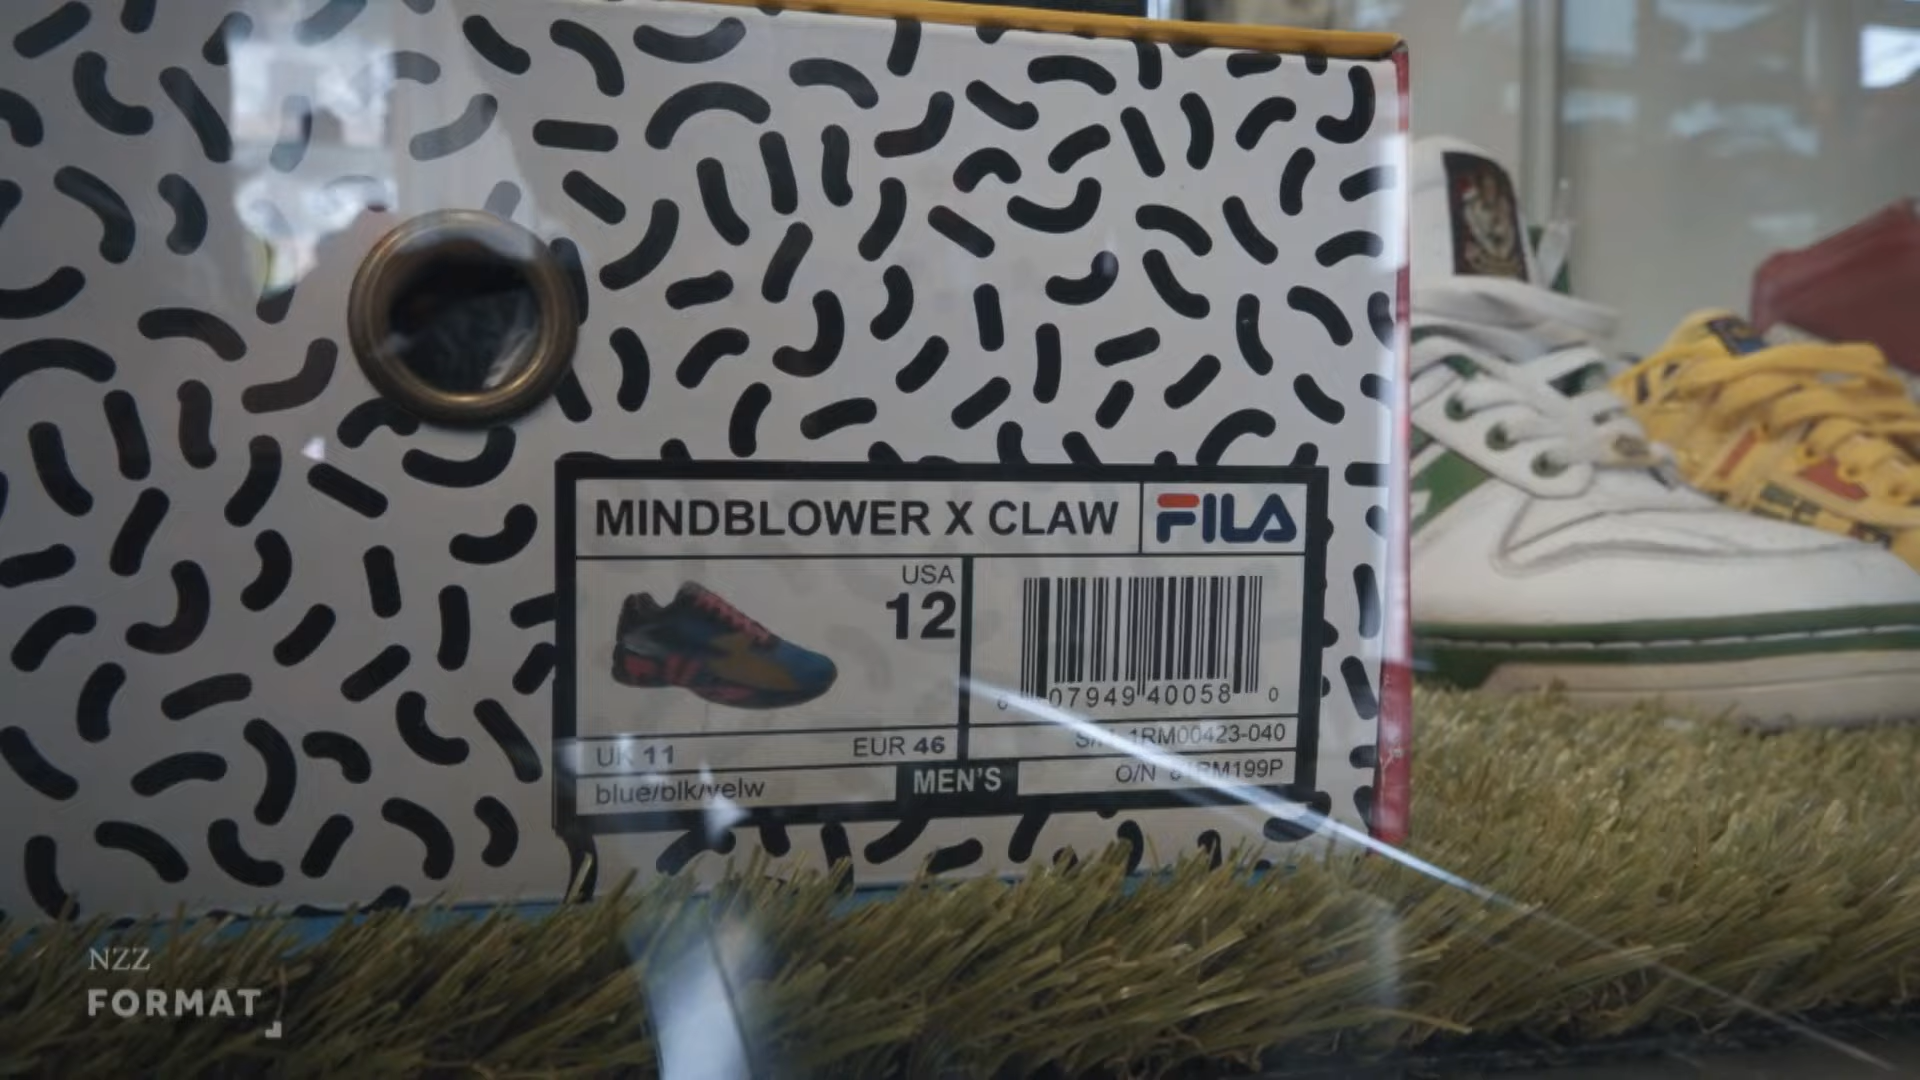 MINDBLOWER X CLAW FILA
USA
12
07949 40058 0
UK 11 EUR 46
1RM00423-040
blue/blk/yelw MEN'S O/N
NZZ
FORMAT